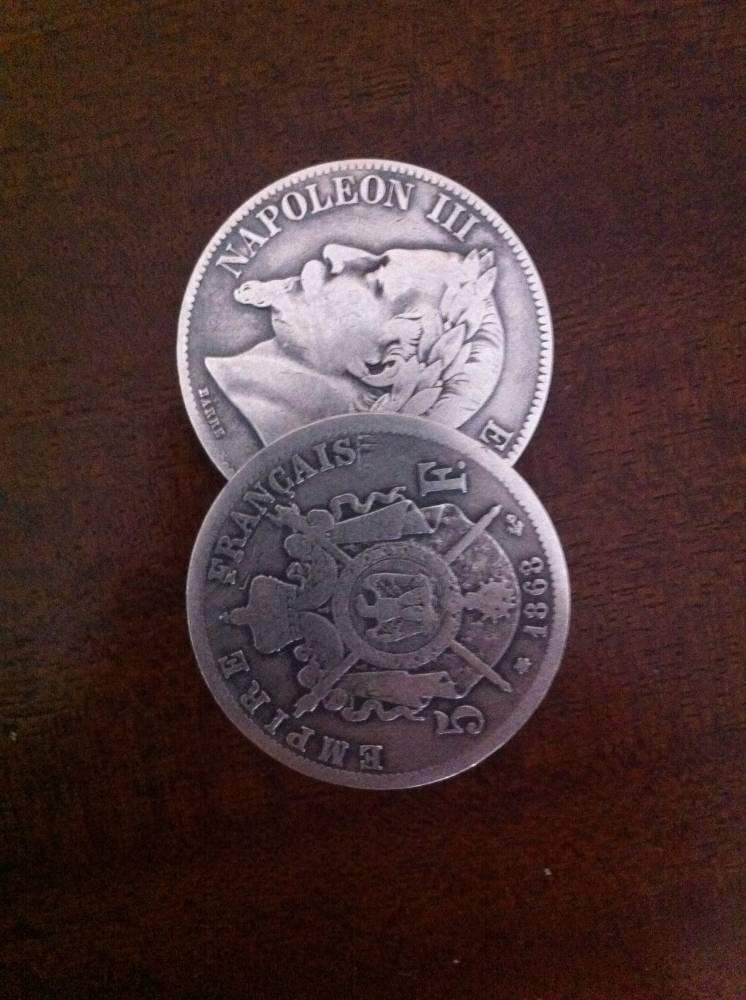 NAPOLEON III E
BARRE
EMPIRE FRANÇAIS
5 F.
1868